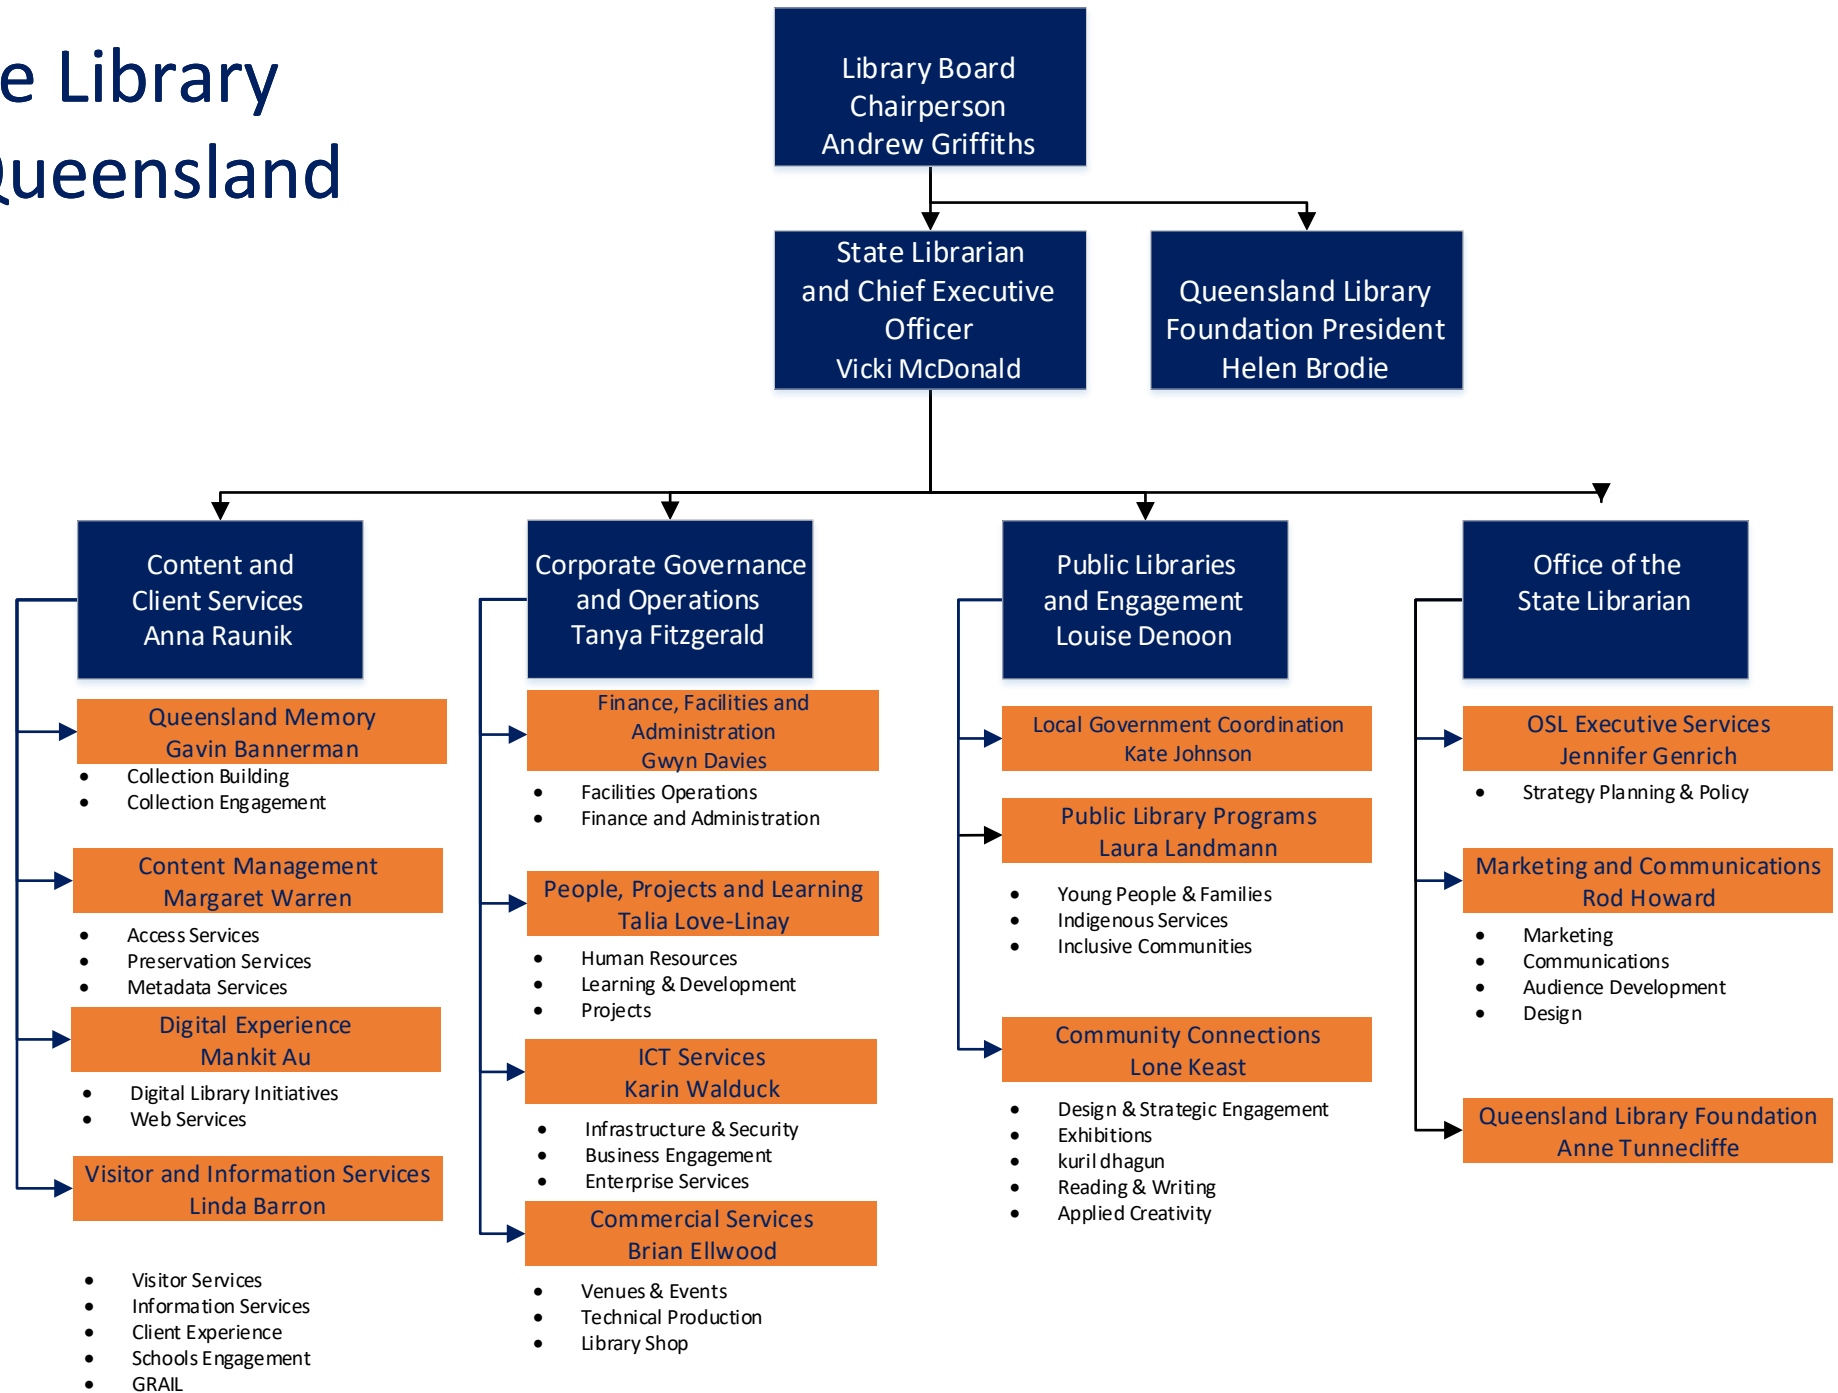 e Library
Queensland
Library Board
Chairperson
Andrew Griffiths
State Librarian
and Chief Executive
Officer
Vicki McDonald
Queensland Library
Foundation President
Helen Brodie
Content and
Client Services
Anna Raunik
Queensland Memory
Gavin Bannerman
• Collection Building
• Collection Engagement
Content Management
Margaret Warren
• Access Services
• Preservation Services
• Metadata Services
Digital Experience
Mankit Au
• Digital Library Initiatives
• Web Services
Visitor and Information Services
Linda Barron
• Visitor Services
• Information Services
• Client Experience
• Schools Engagement
• GRAIL
Corporate Governance
and Operations
Tanya Fitzgerald
Finance, Facilities and
Administration
Gwyn Davies
• Facilities Operations
• Finance and Administration
People, Projects and Learning
Talia Love-Linay
• Human Resources
• Learning & Development
• Projects
ICT Services
Karin Walduck
• Infrastructure & Security
• Business Engagement
• Enterprise Services
Commercial Services
Brian Ellwood
• Venues & Events
• Technical Production
• Library Shop
Public Libraries
and Engagement
Louise Denoon
Local Government Coordination
Kate Johnson
Public Library Programs
Laura Landmann
• Young People & Families
• Indigenous Services
• Inclusive Communities
Community Connections
Lone Keast
• Design & Strategic Engagement
• Exhibitions
• kuril dhagun
• Reading & Writing
• Applied Creativity
Office of the
State Librarian
OSL Executive Services
Jennifer Genrich
• Strategy Planning & Policy
Marketing and Communications
Rod Howard
• Marketing
• Communications
• Audience Development
• Design
Queensland Library Foundation
Anne Tunnecliffe